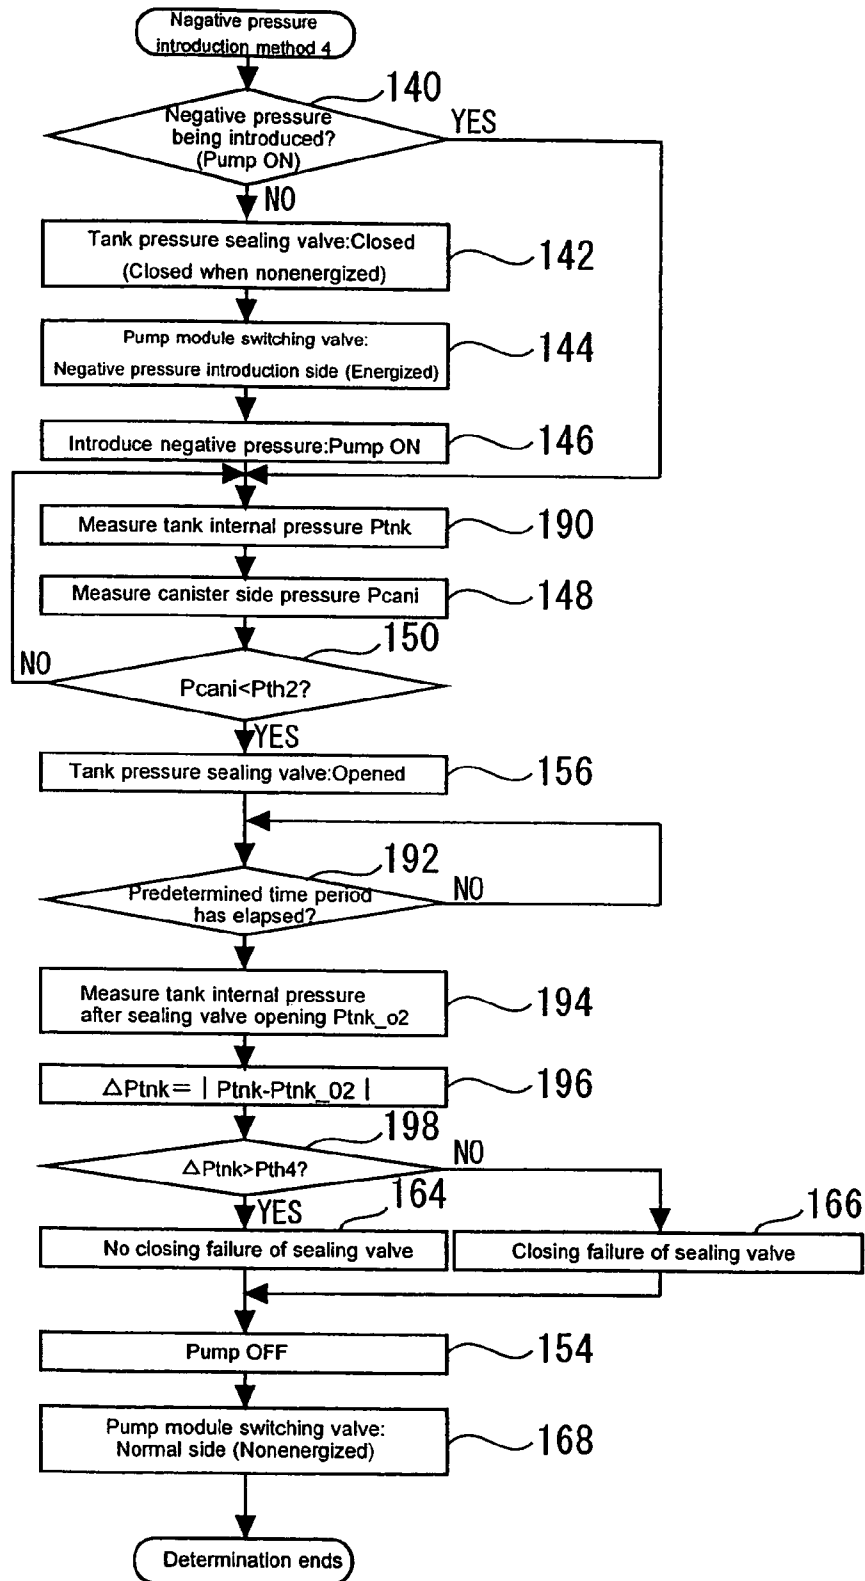 Nagative pressure
introduction method 4
140
Negative pressure
being introduced?
(Pump ON)
YES
NO
Tank pressure sealing valve:Closed
(Closed when nonenergized)
142
Pump module switching valve:
Negative pressure introduction side (Energized)
144
Introduce negative pressure:Pump ON
146
Measure tank internal pressure Ptnk
190
Measure canister side pressure Pcani
148
150
NO
Pcani<Pth2?
YES
Tank pressure sealing valve:Opened
156
192
Predetermined time period
has elapsed?
NO
Measure tank internal pressure
after sealing valve opening Ptnk_o2
194
△Ptnk=| Ptnk-Ptnk_02 |
196
198
△Ptnk>Pth4?
NO
YES
164
166
No closing failure of sealing valve
Closing failure of sealing valve
Pump OFF
154
Pump module switching valve:
Normal side (Nonenergized)
168
Determination ends